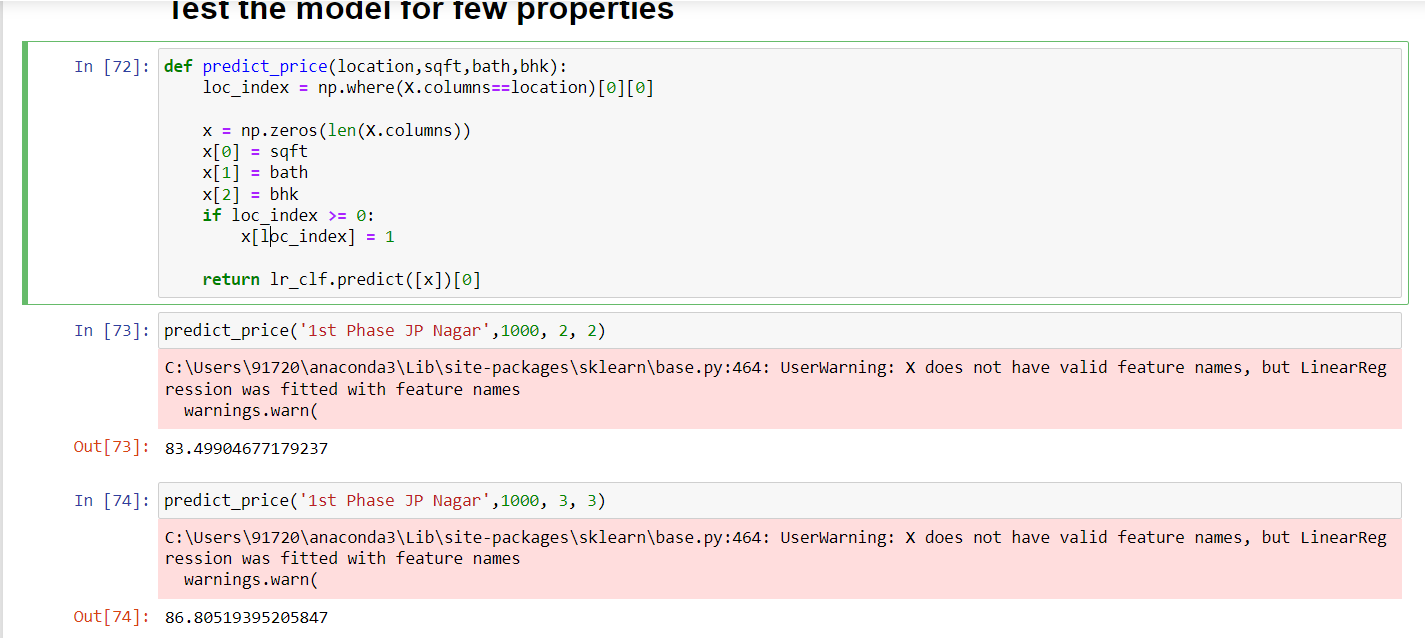 Test the model for few properties
In [72]: def predict_price(location,sqft,bath,bhk):
    loc_index = np.where(X.columns==location)[0][0]
    x = np.zeros(len(X.columns))
    x[0] = sqft
    x[1] = bath
    x[2] = bhk
    if loc_index >= 0:
        x[loc_index] = 1
    return lr_clf.predict([x])[0]
In [73]: predict_price('1st Phase JP Nagar',1000, 2, 2)
C:\Users\91720\anaconda3\Lib\site-packages\sklearn\base.py:464: UserWarning: X does not have valid feature names, but LinearReg
ression was fitted with feature names
  warnings.warn(
Out[73]: 83.49904677179237
In [74]: predict_price('1st Phase JP Nagar',1000, 3, 3)
C:\Users\91720\anaconda3\Lib\site-packages\sklearn\base.py:464: UserWarning: X does not have valid feature names, but LinearReg
ression was fitted with feature names
  warnings.warn(
Out[74]: 86.80519395205847